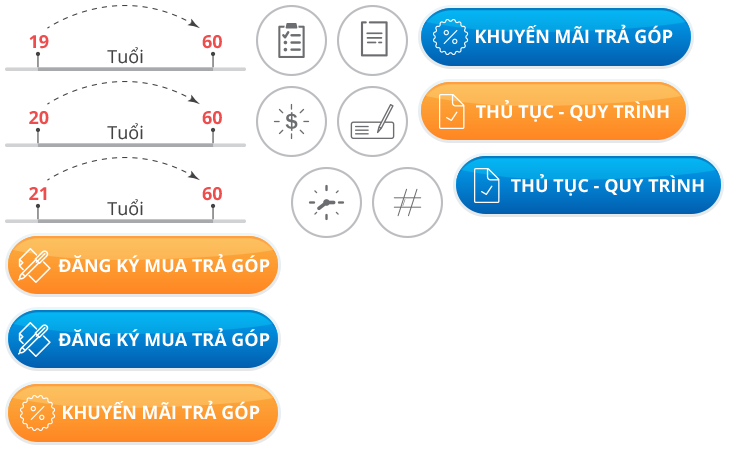 19 60
Tuổi
20 60
Tuổi
21 60
Tuổi
$
#
KHUYẾN MÃI TRẢ GÓP
THỦ TỤC - QUY TRÌNH
THỦ TỤC - QUY TRÌNH
ĐĂNG KÝ MUA TRẢ GÓP
ĐĂNG KÝ MUA TRẢ GÓP
KHUYẾN MÃI TRẢ GÓP